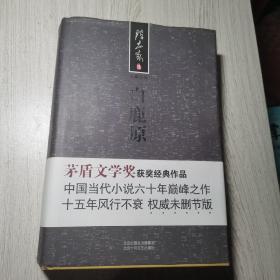 陈忠实
白鹿原
茅盾文学奖获奖经典作品
中国当代小说六十年巅峰之作
十五年风行不衰 权威未删节版